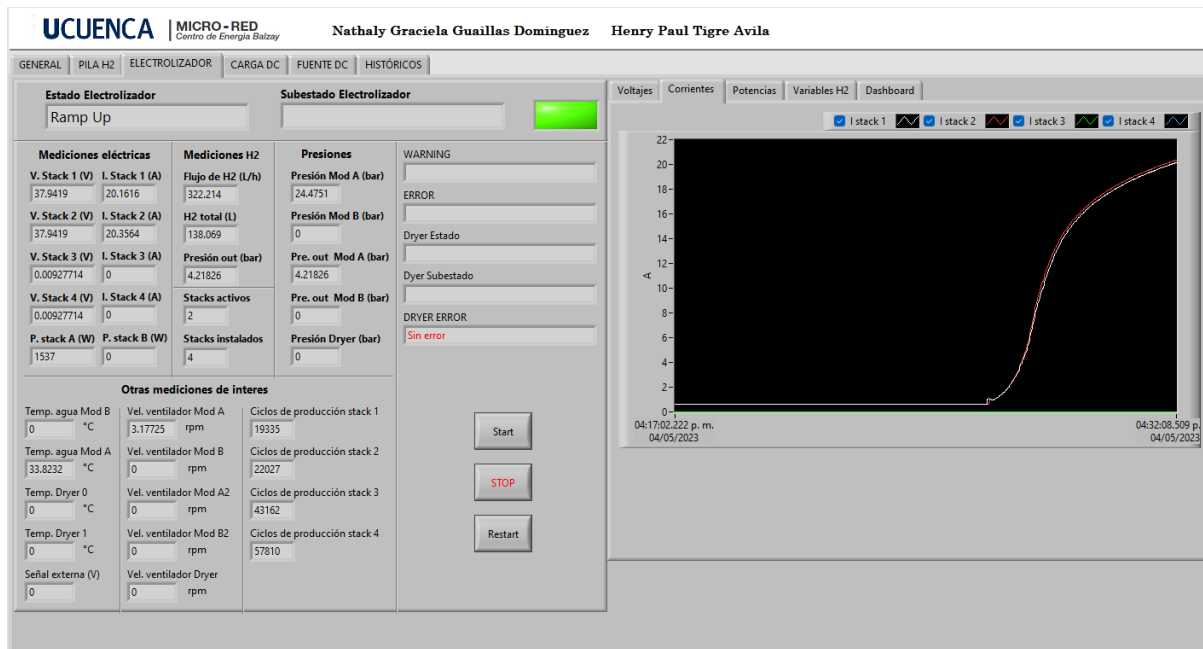 UCUENCA
MICRO-RED
Centro de Energía Balzay
Nathaly Graciela Guaillas Dominguez Henry Paul Tigre Avila
GENERAL PILA H2 ELECTROLIZADOR CARGA DC FUENTE DC HISTÓRICOS
Estado Electrolizador
Ramp Up
Subestado Electrolizador
Mediciones eléctricas
V. Stack 1 (V) I. Stack 1 (A)
37.9419 20.1616
V. Stack 2 (V) I. Stack 2 (A)
37.9419 20.3564
V. Stack 3 (V) I. Stack 3 (A)
0.00927714 0
V. Stack 4 (V) I. Stack 4 (A)
0.00927714 0
P. stack A (W) P. stack B (W)
1537 0
Mediciones H2
Flujo de H2 (L/h)
322.214
H2 total (L)
138.069
Presión out (bar)
4.21826
Stacks activos
2
Stacks instalados
4
Presiones
Presión Mod A (bar)
24.4751
Presión Mod B (bar)
0
Pre. out Mod A (bar)
4.21826
Pre. out Mod B (bar)
0
Presión Dryer (bar)
0
WARNING
ERROR
Dryer Estado
Dyer Subestado
DRYER ERROR
Sin error
Otras mediciones de interes
Temp. agua Mod B
0 °C
Temp. agua Mod A
33.8232 °C
Temp. Dryer 0
0 °C
Temp. Dryer 1
0 °C
Señal externa (V)
0
Vel. ventilador Mod A
3.17725 rpm
Vel. ventilador Mod B
0 rpm
Vel. ventilador Mod A2
0 rpm
Vel. ventilador Mod B2
0 rpm
Vel. ventilador Dryer
0 rpm
Ciclos de producción stack 1
19335
Ciclos de producción stack 2
22027
Ciclos de producción stack 3
43162
Ciclos de producción stack 4
57810
Start
STOP
Restart
Voltajes Corrientes Potencias Variables H2 Dashboard
I stack 1 I stack 2 I stack 3 I stack 4
22
20
18
16
14
12
10
8
6
4
2
0
A
04:17:02.222 p. m.
04/05/2023
04:32:08.509 p.
04/05/2023